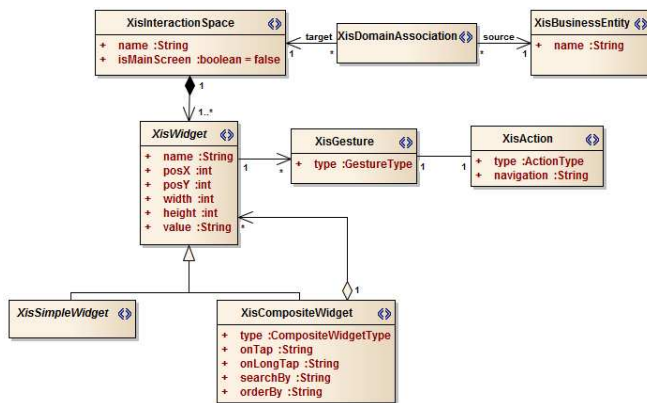 XisInteractionSpace
+ name :String
+ isMainScreen :boolean = false
target
1
*
XisDomainAssociation
source
*
1
XisBusinessEntity
+ name :String
1
1..*
XisWidget
+ name :String
+ posX :int
+ posY :int
+ width :int
+ height :int
+ value :String
1
*
XisGesture
+ type :GestureType
1
1
XisAction
+ type :ActionType
+ navigation :String
*
1
XisSimpleWidget
XisCompositeWidget
+ type :CompositeWidgetType
+ onTap :String
+ onLongTap :String
+ searchBy :String
+ orderBy :String